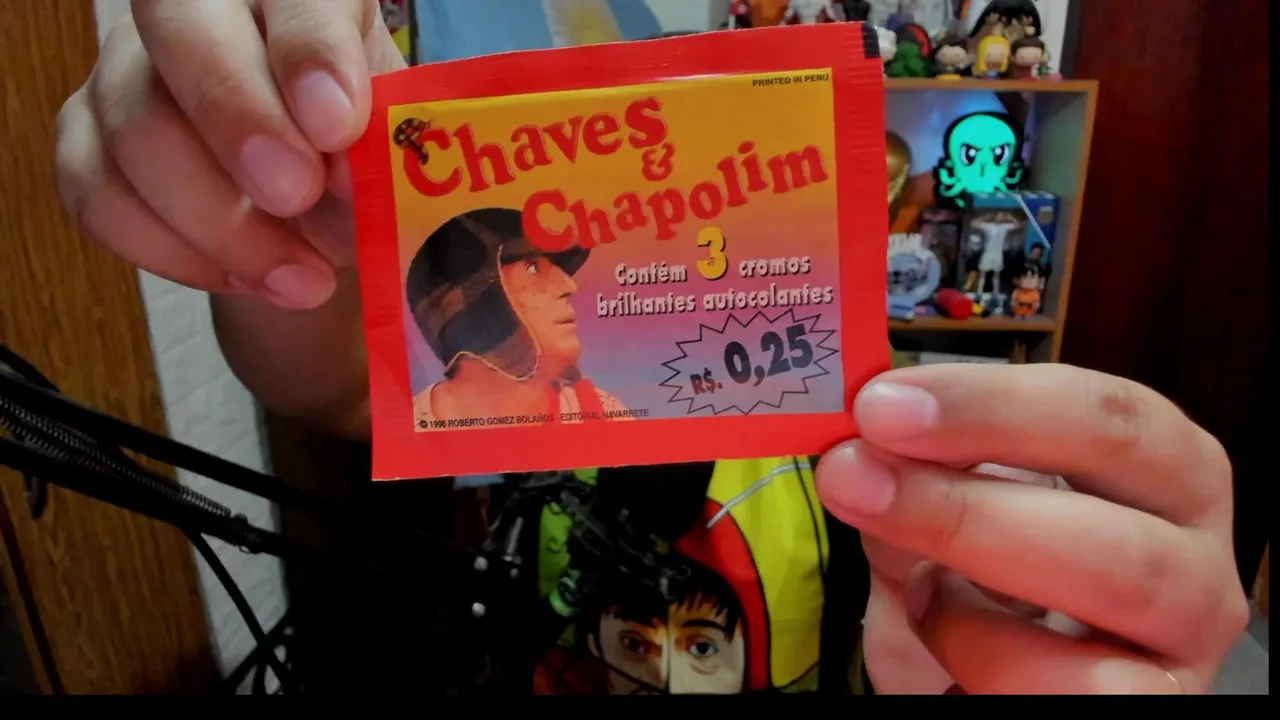 PRINTED IN PERU
Chaves
&
Chapolim
Contém 3 cromos
brilhantes autocolantes
R$. 0,25
© 1996 ROBERTO GOMEZ BOLAÑOS - EDITORIAL NAVARRETE